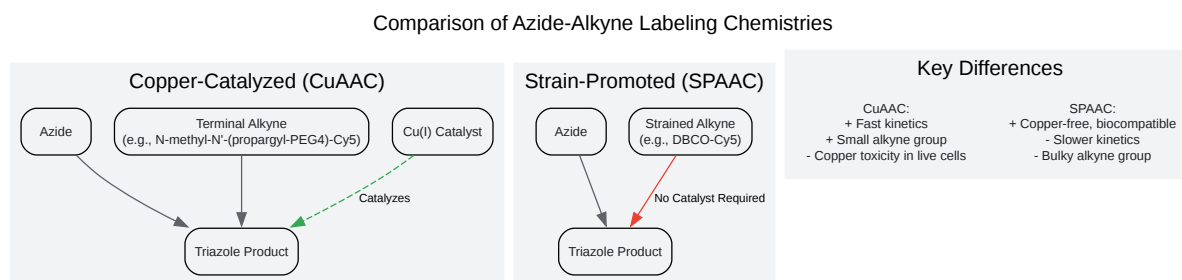 Comparison of Azide-Alkyne Labeling Chemistries
Copper-Catalyzed (CuAAC)
Azide
Terminal Alkyne
(e.g., N-methyl-N'-(propargyl-PEG4)-Cy5)
Cu(I) Catalyst
Catalyzes
Triazole Product
Strain-Promoted (SPAAC)
Azide
Strained Alkyne
(e.g., DBCO-Cy5)
No Catalyst Required
Triazole Product
Key Differences
CuAAC:
+ Fast kinetics
+ Small alkyne group
- Copper toxicity in live cells
SPAAC:
+ Copper-free, biocompatible
- Slower kinetics
- Bulky alkyne group